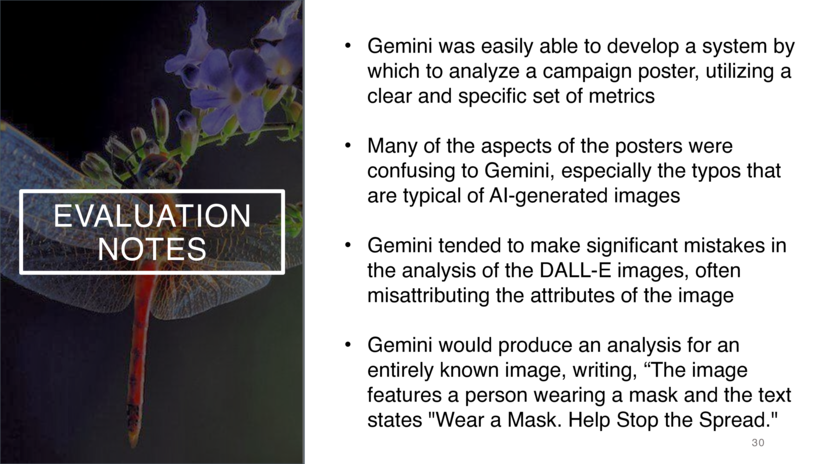 EVALUATION
NOTES
• Gemini was easily able to develop a system by
which to analyze a campaign poster, utilizing a
clear and specific set of metrics
• Many of the aspects of the posters were
confusing to Gemini, especially the typos that
are typical of AI-generated images
• Gemini tended to make significant mistakes in
the analysis of the DALL-E images, often
misattributing the attributes of the image
• Gemini would produce an analysis for an
entirely known image, writing, “The image
features a person wearing a mask and the text
states "Wear a Mask. Help Stop the Spread."
30